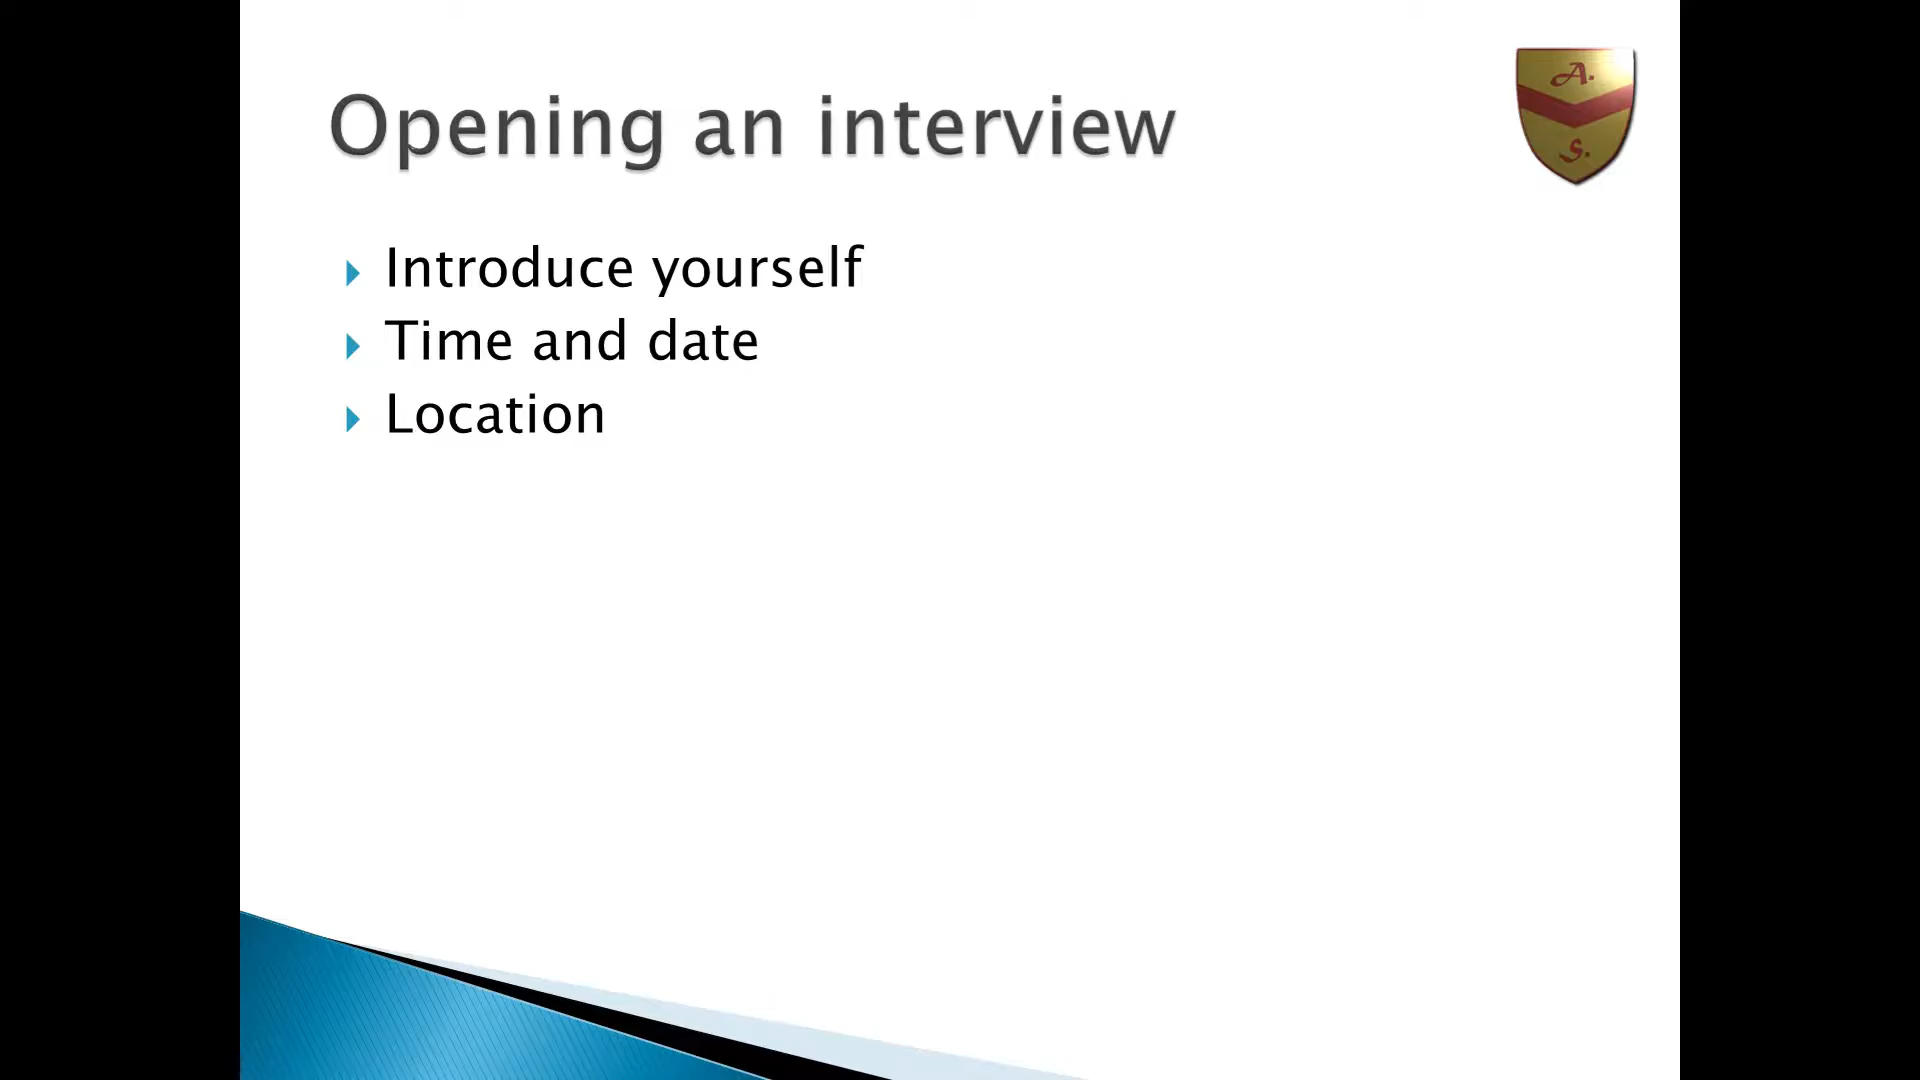 Opening an interview
A.
S.
Introduce yourself
Time and date
Location